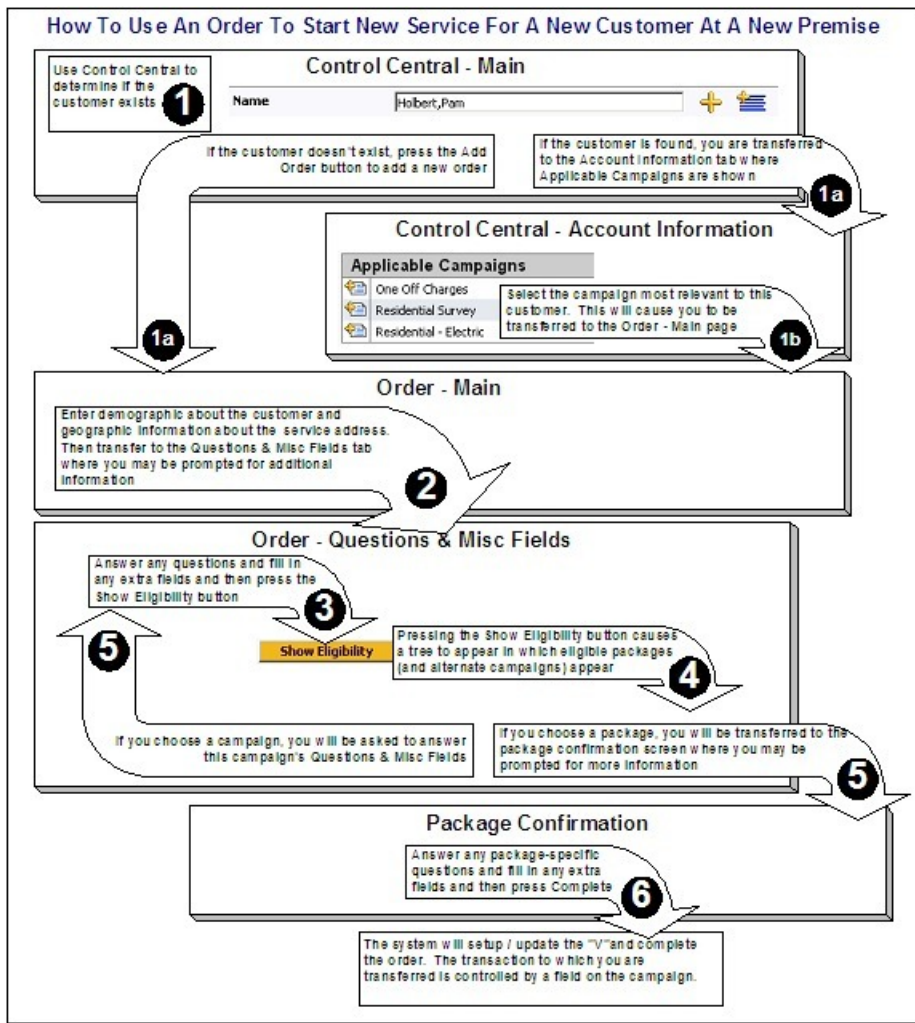 How To Use An Order To Start New Service For A New Customer At A New Premise
Control Central - Main
Use Control Central to
determine if the
customer exists
1
Name
Holbert,Pam
If the customer doesn't exist, press the Add
Order button to add a new order
If the customer is found, you are transferred
to the Account Information tab where
Applicable Campaigns are shown
1a
Control Central - Account Information
Applicable Campaigns
One Off Charges
Residential Survey
Residential - Electric
Select the campaign most relevant to this
customer. This will cause you to be
transferred to the Order - Main page
1a
1b
Order - Main
Enter demographic about the customer and
geographic information about the service address.
Then transfer to the Questions & Misc Fields tab
where you may be prompted for additional
information
2
Order - Questions & Misc Fields
Answer any questions and fill in
any extra fields and then press the
Show Eligibility button
3
5
Show Eligibility
Pressing the Show Eligibility button causes
a tree to appear in which eligible packages
(and alternate campaigns) appear
4
If you choose a campaign, you will be asked to answer
this campaign's Questions & Misc Fields
If you choose a package, you will be transferred to the
package confirmation screen where you may be
prompted for more information
5
Package Confirmation
Answer any package-specific
questions and fill in any extra
fields and then press Complete
6
The system will setup / update the "V"and complete
the order. The transaction to which you are
transferred is controlled by a field on the campaign.